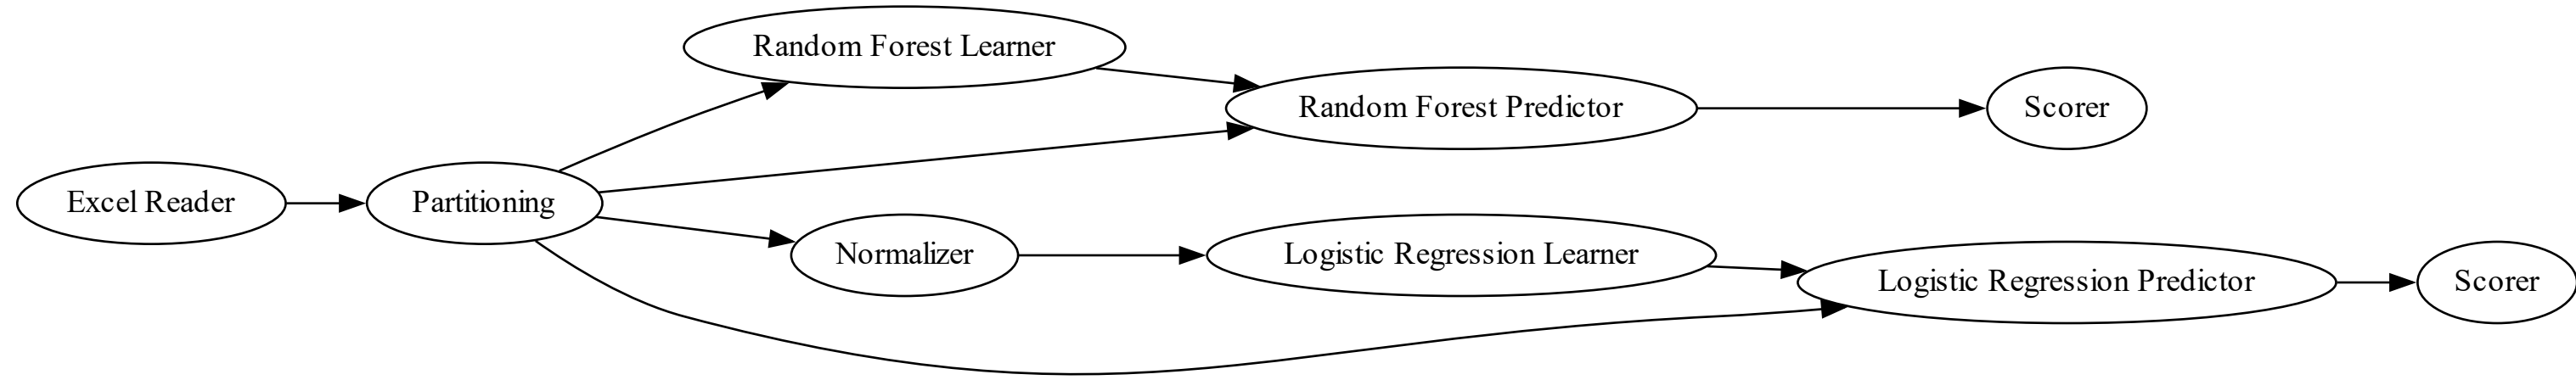 Random Forest Learner
Random Forest Predictor
Scorer
Excel Reader
Partitioning
Normalizer
Logistic Regression Learner
Logistic Regression Predictor
Scorer